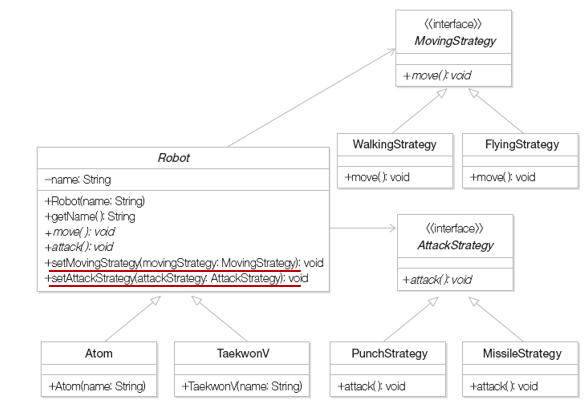 《interface》
MovingStrategy
+move( ): void
WalkingStrategy
+move( ): void
FlyingStrategy
+move( ): void
Robot
−name: String
+Robot(name: String)
+getName( ): String
+move( ): void
+attack( ): void
+setMovingStrategy(movingStrategy: MovingStrategy): void
+setAttackStrategy(attackStrategy: AttackStrategy): void
《interface》
AttackStrategy
+attack( ): void
Atom
+Atom(name: String)
TaekwonV
+TaekwonV(name: String)
PunchStrategy
+attack( ): void
MissileStrategy
+attack( ): void